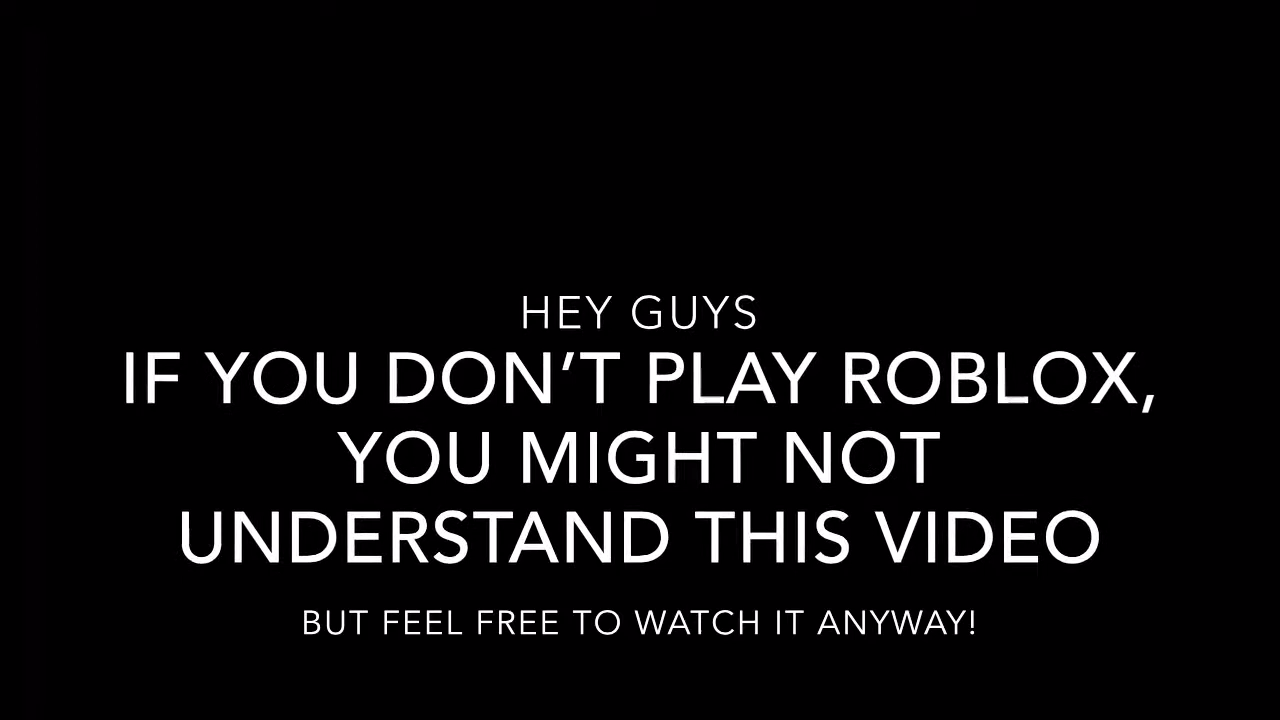 HEY GUYS
IF YOU DON’T PLAY ROBLOX,
YOU MIGHT NOT
UNDERSTAND THIS VIDEO
BUT FEEL FREE TO WATCH IT ANYWAY!